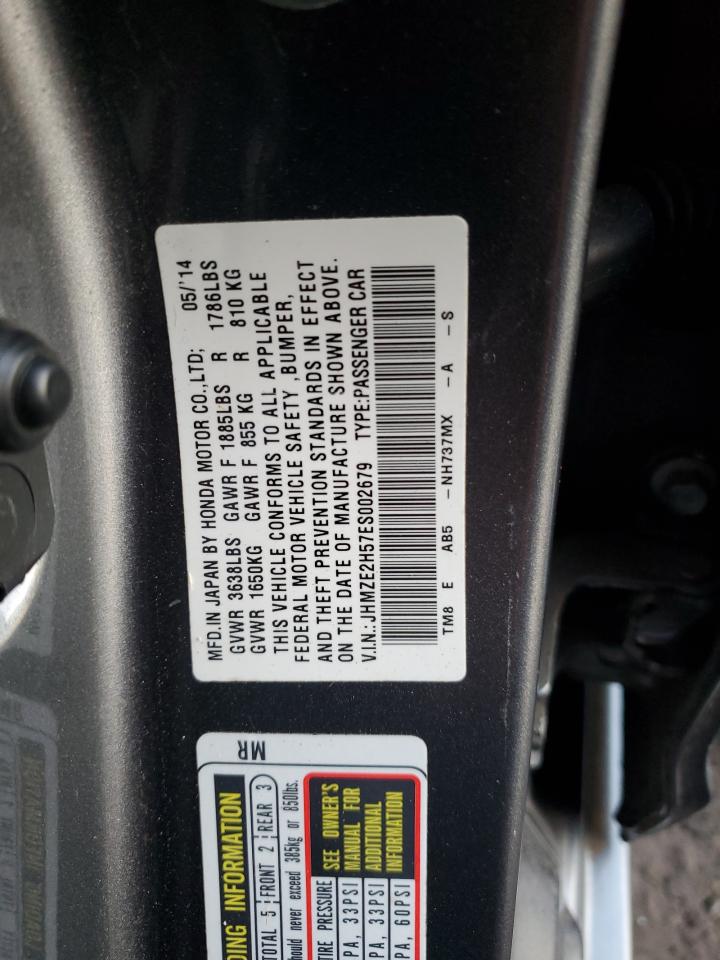 MFD.IN JAPAN BY HONDA MOTOR CO.,LTD; 05/'14
GVWR 3638LBS GAWR F 1885LBS R 1786LBS
GVWR 1650KG GAWR F 855 KG R 810 KG
THIS VEHICLE CONFORMS TO ALL APPLICABLE
FEDERAL MOTOR VEHICLE SAFETY ,BUMPER,
AND THEFT PREVENTION STANDARDS IN EFFECT
ON THE DATE OF MANUFACTURE SHOWN ABOVE.
V.I.N.:JHMZE2H57ES002679 TYPE:PASSENGER CAR
TM8 E AB5 -NH737MX -A -S
MR
INFORMATION
TOTAL 5 FRONT 2 REAR 3
should never exceed 385kg or 850lbs.
TIRE PRESSURE
PA, 33PSI
PA, 33PSI
PA, 60PSI
SEE OWNER'S
MANUAL FOR
ADDITIONAL
INFORMATION